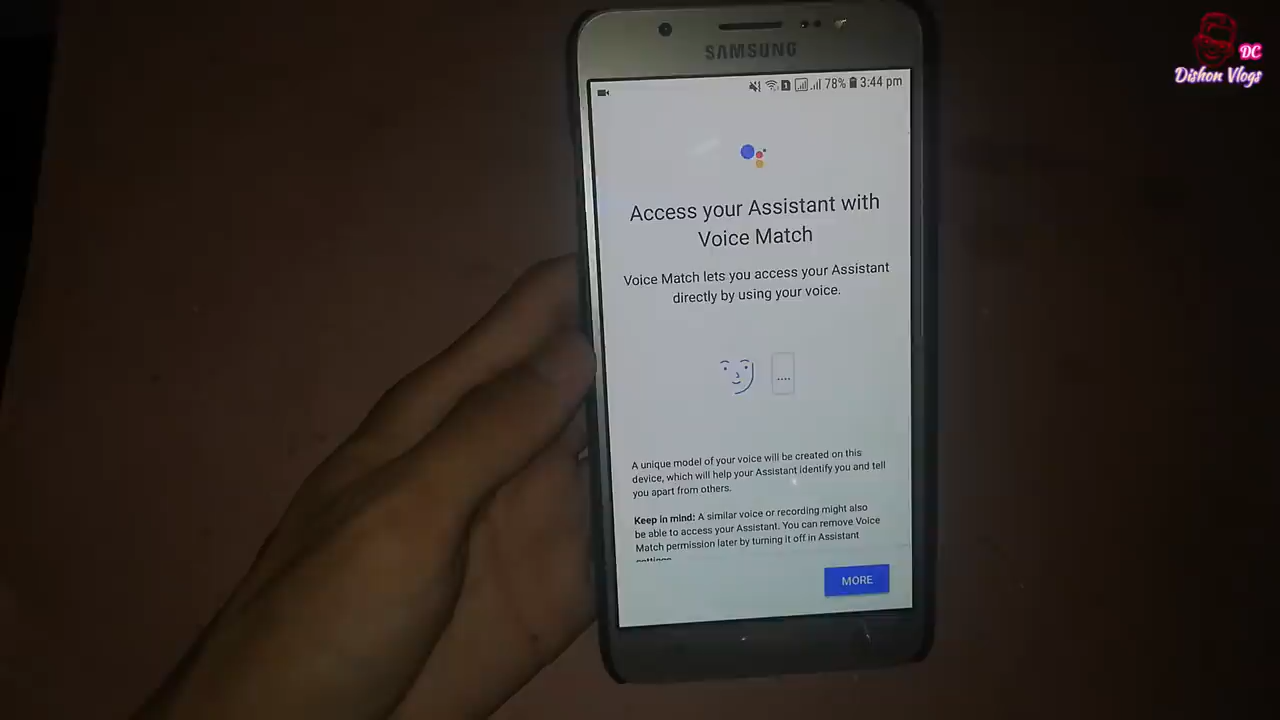 DC
Dishon Vlogs
SAMSUNG
78% 3:44 pm
Access your Assistant with
Voice Match
Voice Match lets you access your Assistant
directly by using your voice.
A unique model of your voice will be created on this
device, which will help your Assistant identify you and tell
you apart from others.
Keep in mind: A similar voice or recording might also
be able to access your Assistant. You can remove Voice
Match permission later by turning it off in Assistant
MORE